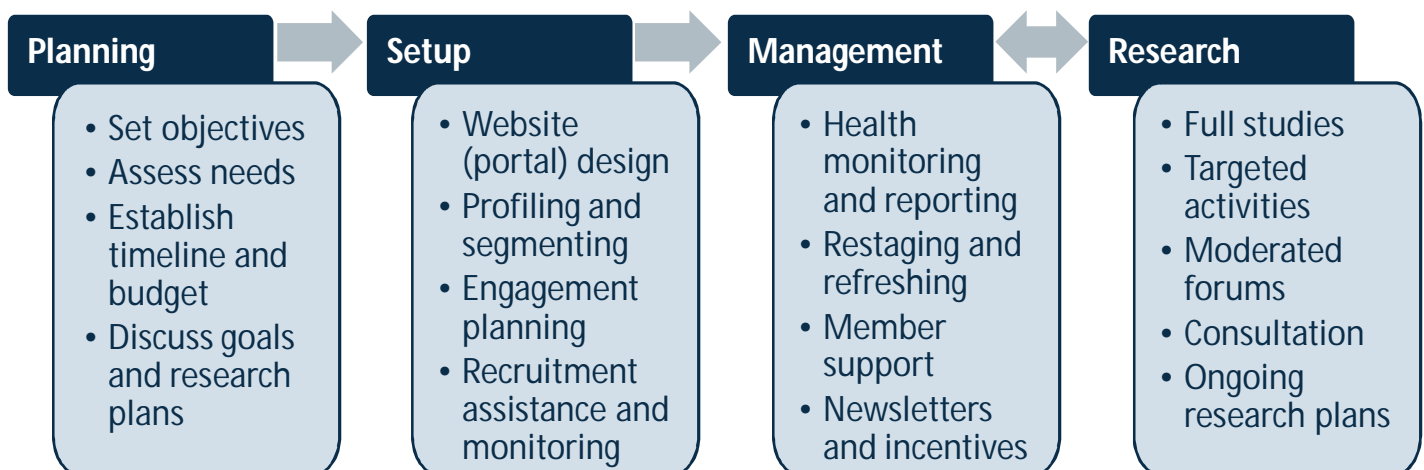 Planning
• Set objectives
• Assess needs
• Establish
timeline and
budget
• Discuss goals
and research
plans
Setup
• Website
(portal) design
• Profiling and
segmenting
• Engagement
planning
• Recruitment
assistance and
monitoring
Management
• Health
monitoring
and reporting
• Restaging and
refreshing
• Member
support
• Newsletters
and incentives
Research
• Full studies
• Targeted
activities
• Moderated
forums
• Consultation
• Ongoing
research plans